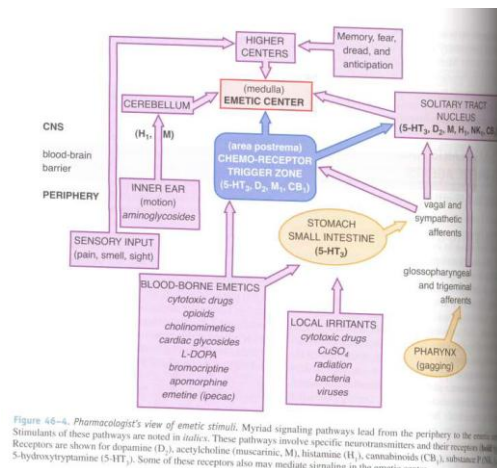 HIGHER
CENTERS
Memory, fear,
dread, and
anticipation
(medulla)
EMETIC CENTER
CEREBELLUM
SOLITARY TRACT
NUCLEUS
(5-HT3, D2, M, H1, NK1, CB
CNS
(H1, M)
blood-brain
barrier
PERIPHERY
(area postrema)
CHEMO-RECEPTOR
TRIGGER ZONE
(5-HT3, D2, M1, CB1)
INNER EAR
(motion)
aminoglycosides
vagal and
sympathetic
afferents
STOMACH
SMALL INTESTINE
(5-HT3)
SENSORY INPUT
(pain, smell, sight)
glossopharyngeal
and trigeminal
afferents
BLOOD-BORNE EMETICS
cytotoxic drugs
opioids
cholinomimetics
cardiac glycosides
L-DOPA
bromocriptine
apomorphine
emetine (ipecac)
LOCAL IRRITANTS
cytotoxic drugs
CuSO4
radiation
bacteria
viruses
PHARYNX
(gagging)
Figure 46-4. Pharmacologist's view of emetic stimuli. Myriad signaling pathways lead from the periphery to the
Stimulants of these pathways are noted in italics. These pathways involve specific neurotransmitters and their receptors
Receptors are shown for dopamine (D2), acetylcholine (muscarinic, M), histamine (H1), cannabinoids (CB1), substance P
5-hydroxytryptamine (5-HT3). Some of these receptors also may mediate signaling in the